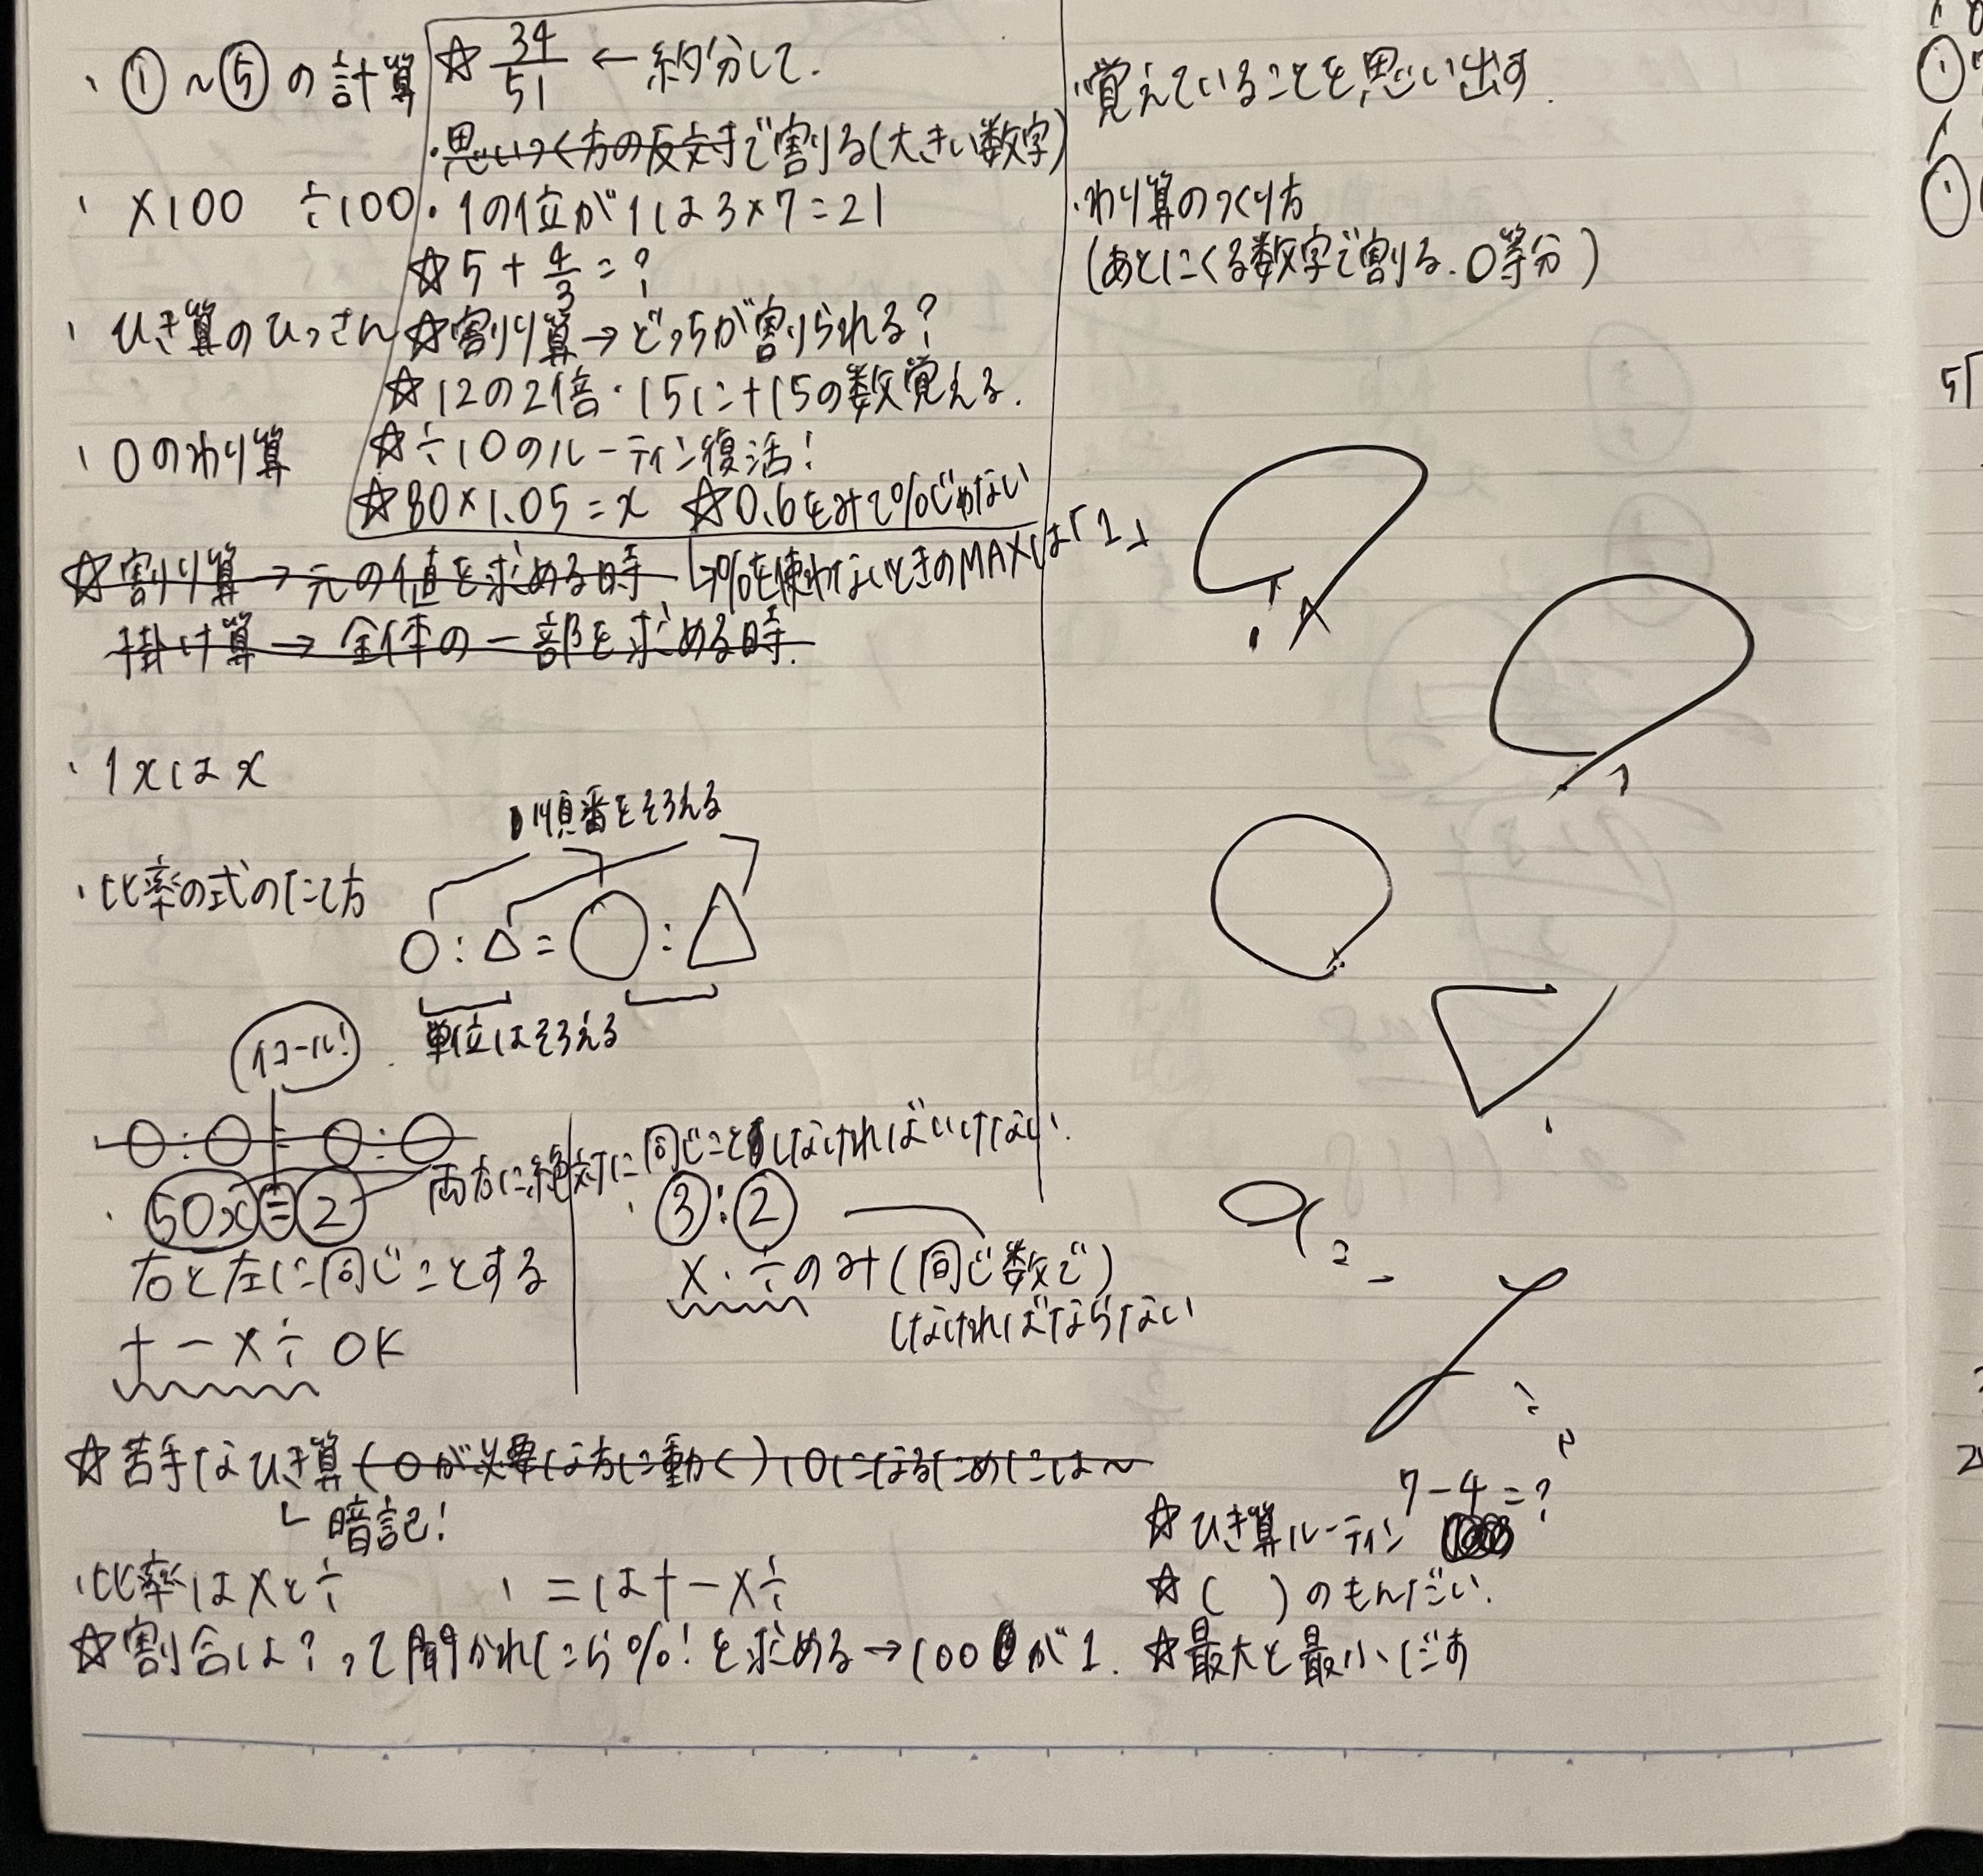 ・①~⑤の計算
・×100 ÷100
・ひき算のひっさん
・0のわり算
☆34/51 ← 約分して.
・思いつく方の反対手で割る(大きい数字)
・1の位が1は3×7=21
☆5+4/3=?
☆割り算→どっちが割られる?
☆12の2倍・15に+15の数覚える.
☆÷10のルーティン復活!
☆80×1.05=x ☆0.6をみて%じゃない
↳%を使わないときのMAXは「1」
☆割り算→元の値を求める時
掛け算→全体の一部を求める時.
・1xはx
・比率の式のたて方
順番をそろえる
○:△=○:△
単位はそろえる
イコール!
○:○=○:○
両方に絶対に同じことしなければいけない.
・50x=2
右と左に同じことする
+-×÷OK
・③:②
×・÷のみ(同じ数で)
しなければならない
☆苦手なひき算(0が必要な方に動く)10になるためには~
└暗記!
・比率は×と÷ ・=は+-×÷
☆割合は?って聞かれたら%!を求める→100が1.
・覚えていることを思い出す.
・わり算のつくり方
(あとにくる数字で割る.○等分)
7-4=?
☆ひき算ルーティン
☆( )のもんだい.
☆最大と最小だす